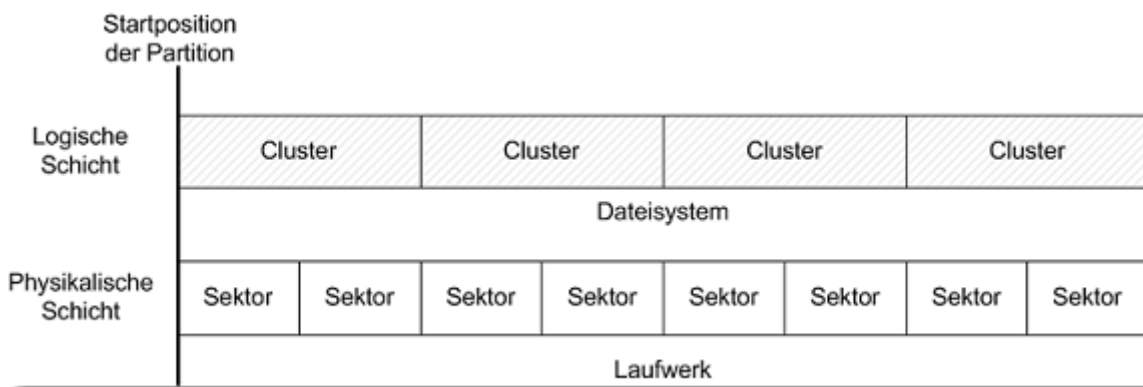 Startposition
der Partition
Logische
Schicht
Cluster Cluster Cluster Cluster
Dateisystem
Physikalische
Schicht
Sektor Sektor Sektor Sektor Sektor Sektor Sektor Sektor
Laufwerk